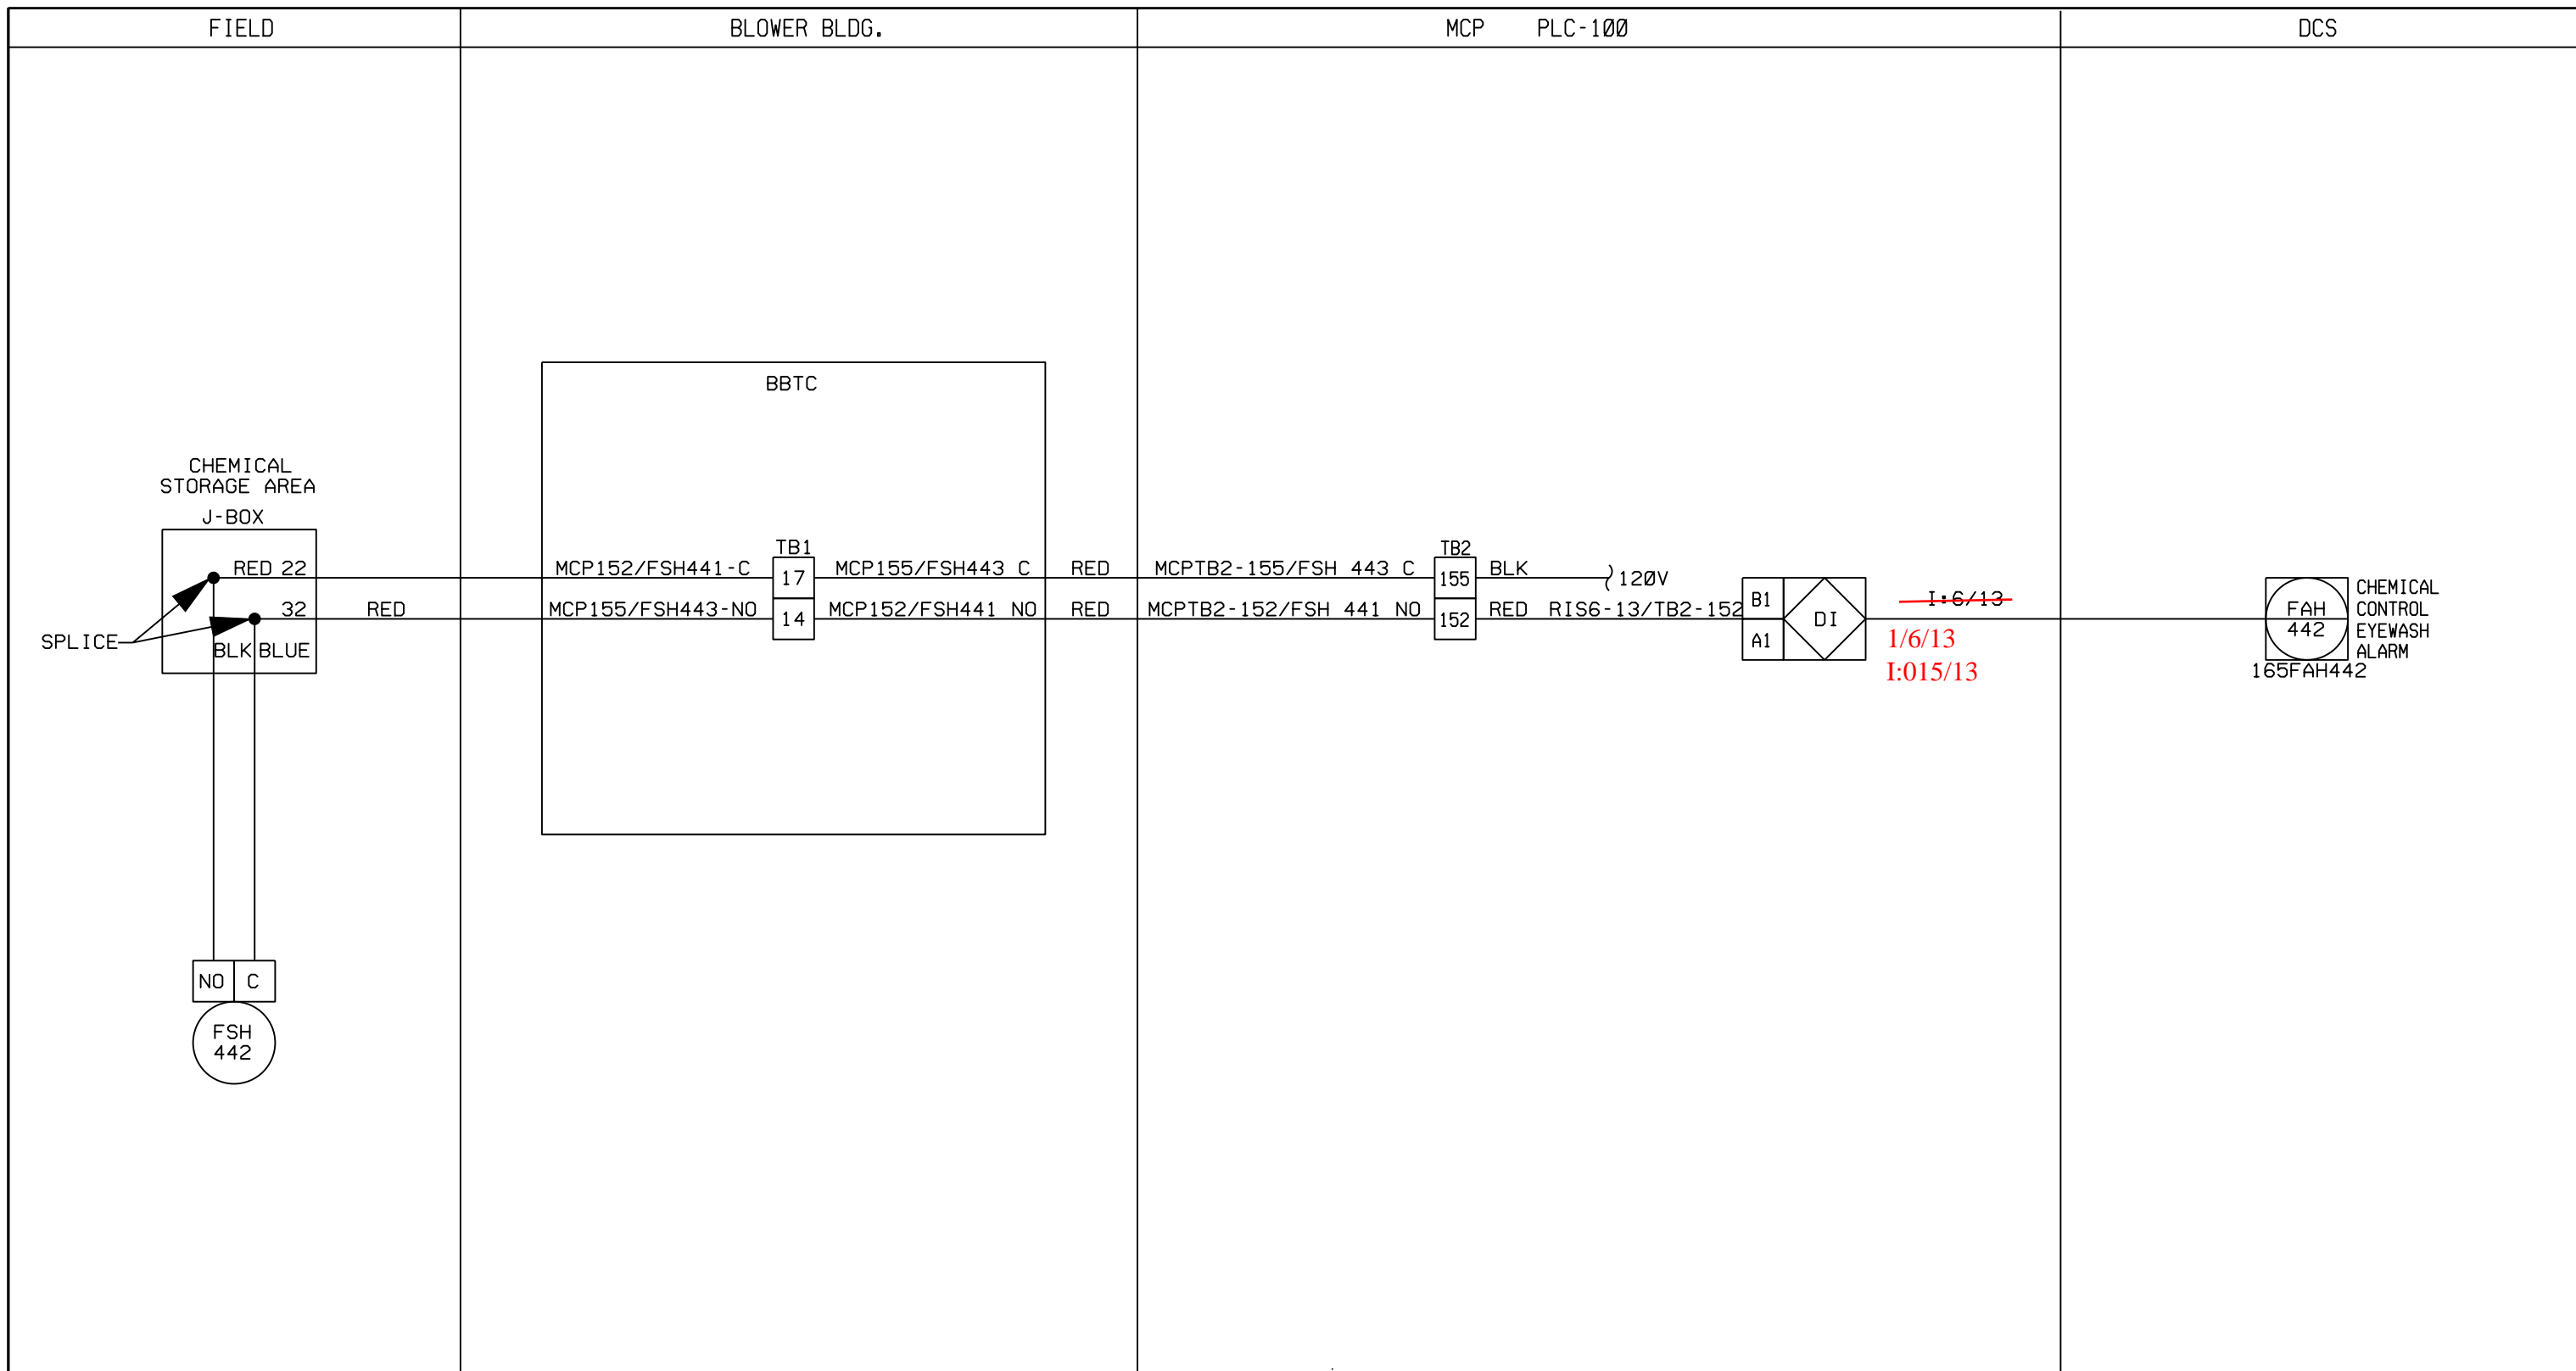 FIELD
BLOWER BLDG.
MCP PLC-100
DCS
BBTC
CHEMICAL
STORAGE AREA
J-BOX
RED 22
32
RED
BLK BLUE
SPLICE
NO C
FSH
442
MCP152/FSH441-C
MCP155/FSH443-NO
TB1
17
14
MCP155/FSH443 C
MCP152/FSH441 NO
RED
RED
MCPTB2-155/FSH 443 C
MCPTB2-152/FSH 441 NO
TB2
155
152
BLK
120V
RED RIS6-13/TB2-152
B1
A1
DI
I:6/13
1/6/13
I:015/13
FAH
442
165FAH442
CHEMICAL
CONTROL
EYEWASH
ALARM